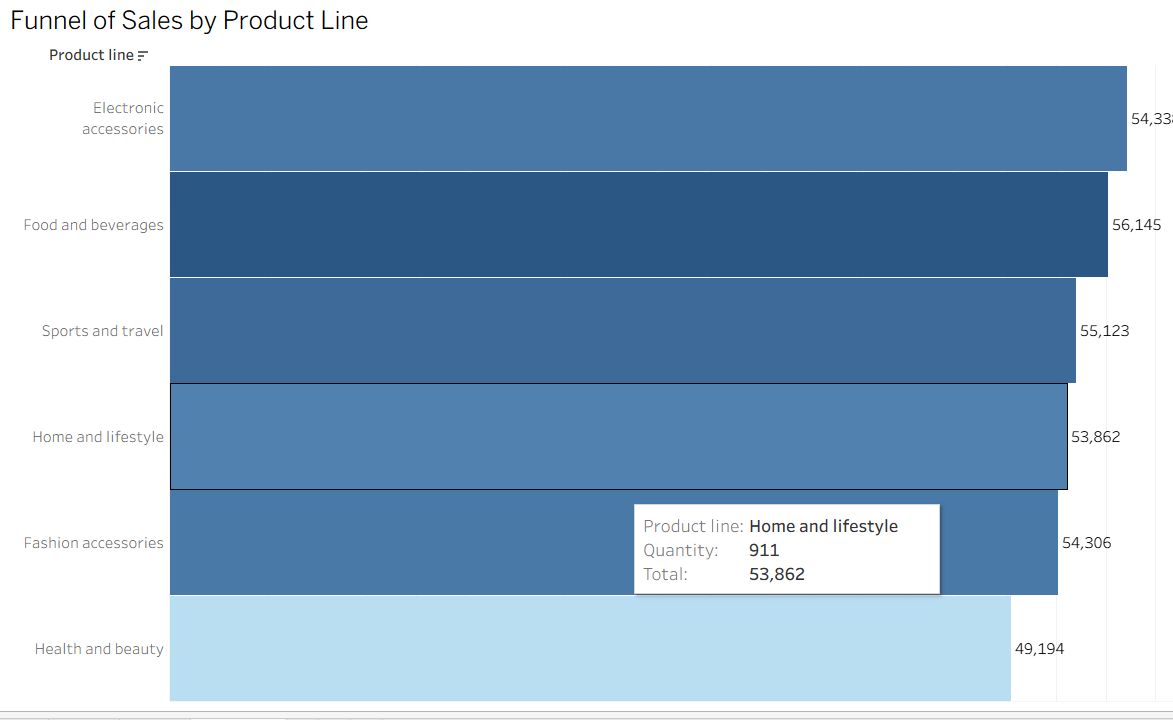 Funnel of Sales by Product Line
Product line
Electronic
accessories
54,338
Food and beverages
56,145
Sports and travel
55,123
Home and lifestyle
53,862
Fashion accessories
54,306
Product line: Home and lifestyle
Quantity: 911
Total: 53,862
Health and beauty
49,194